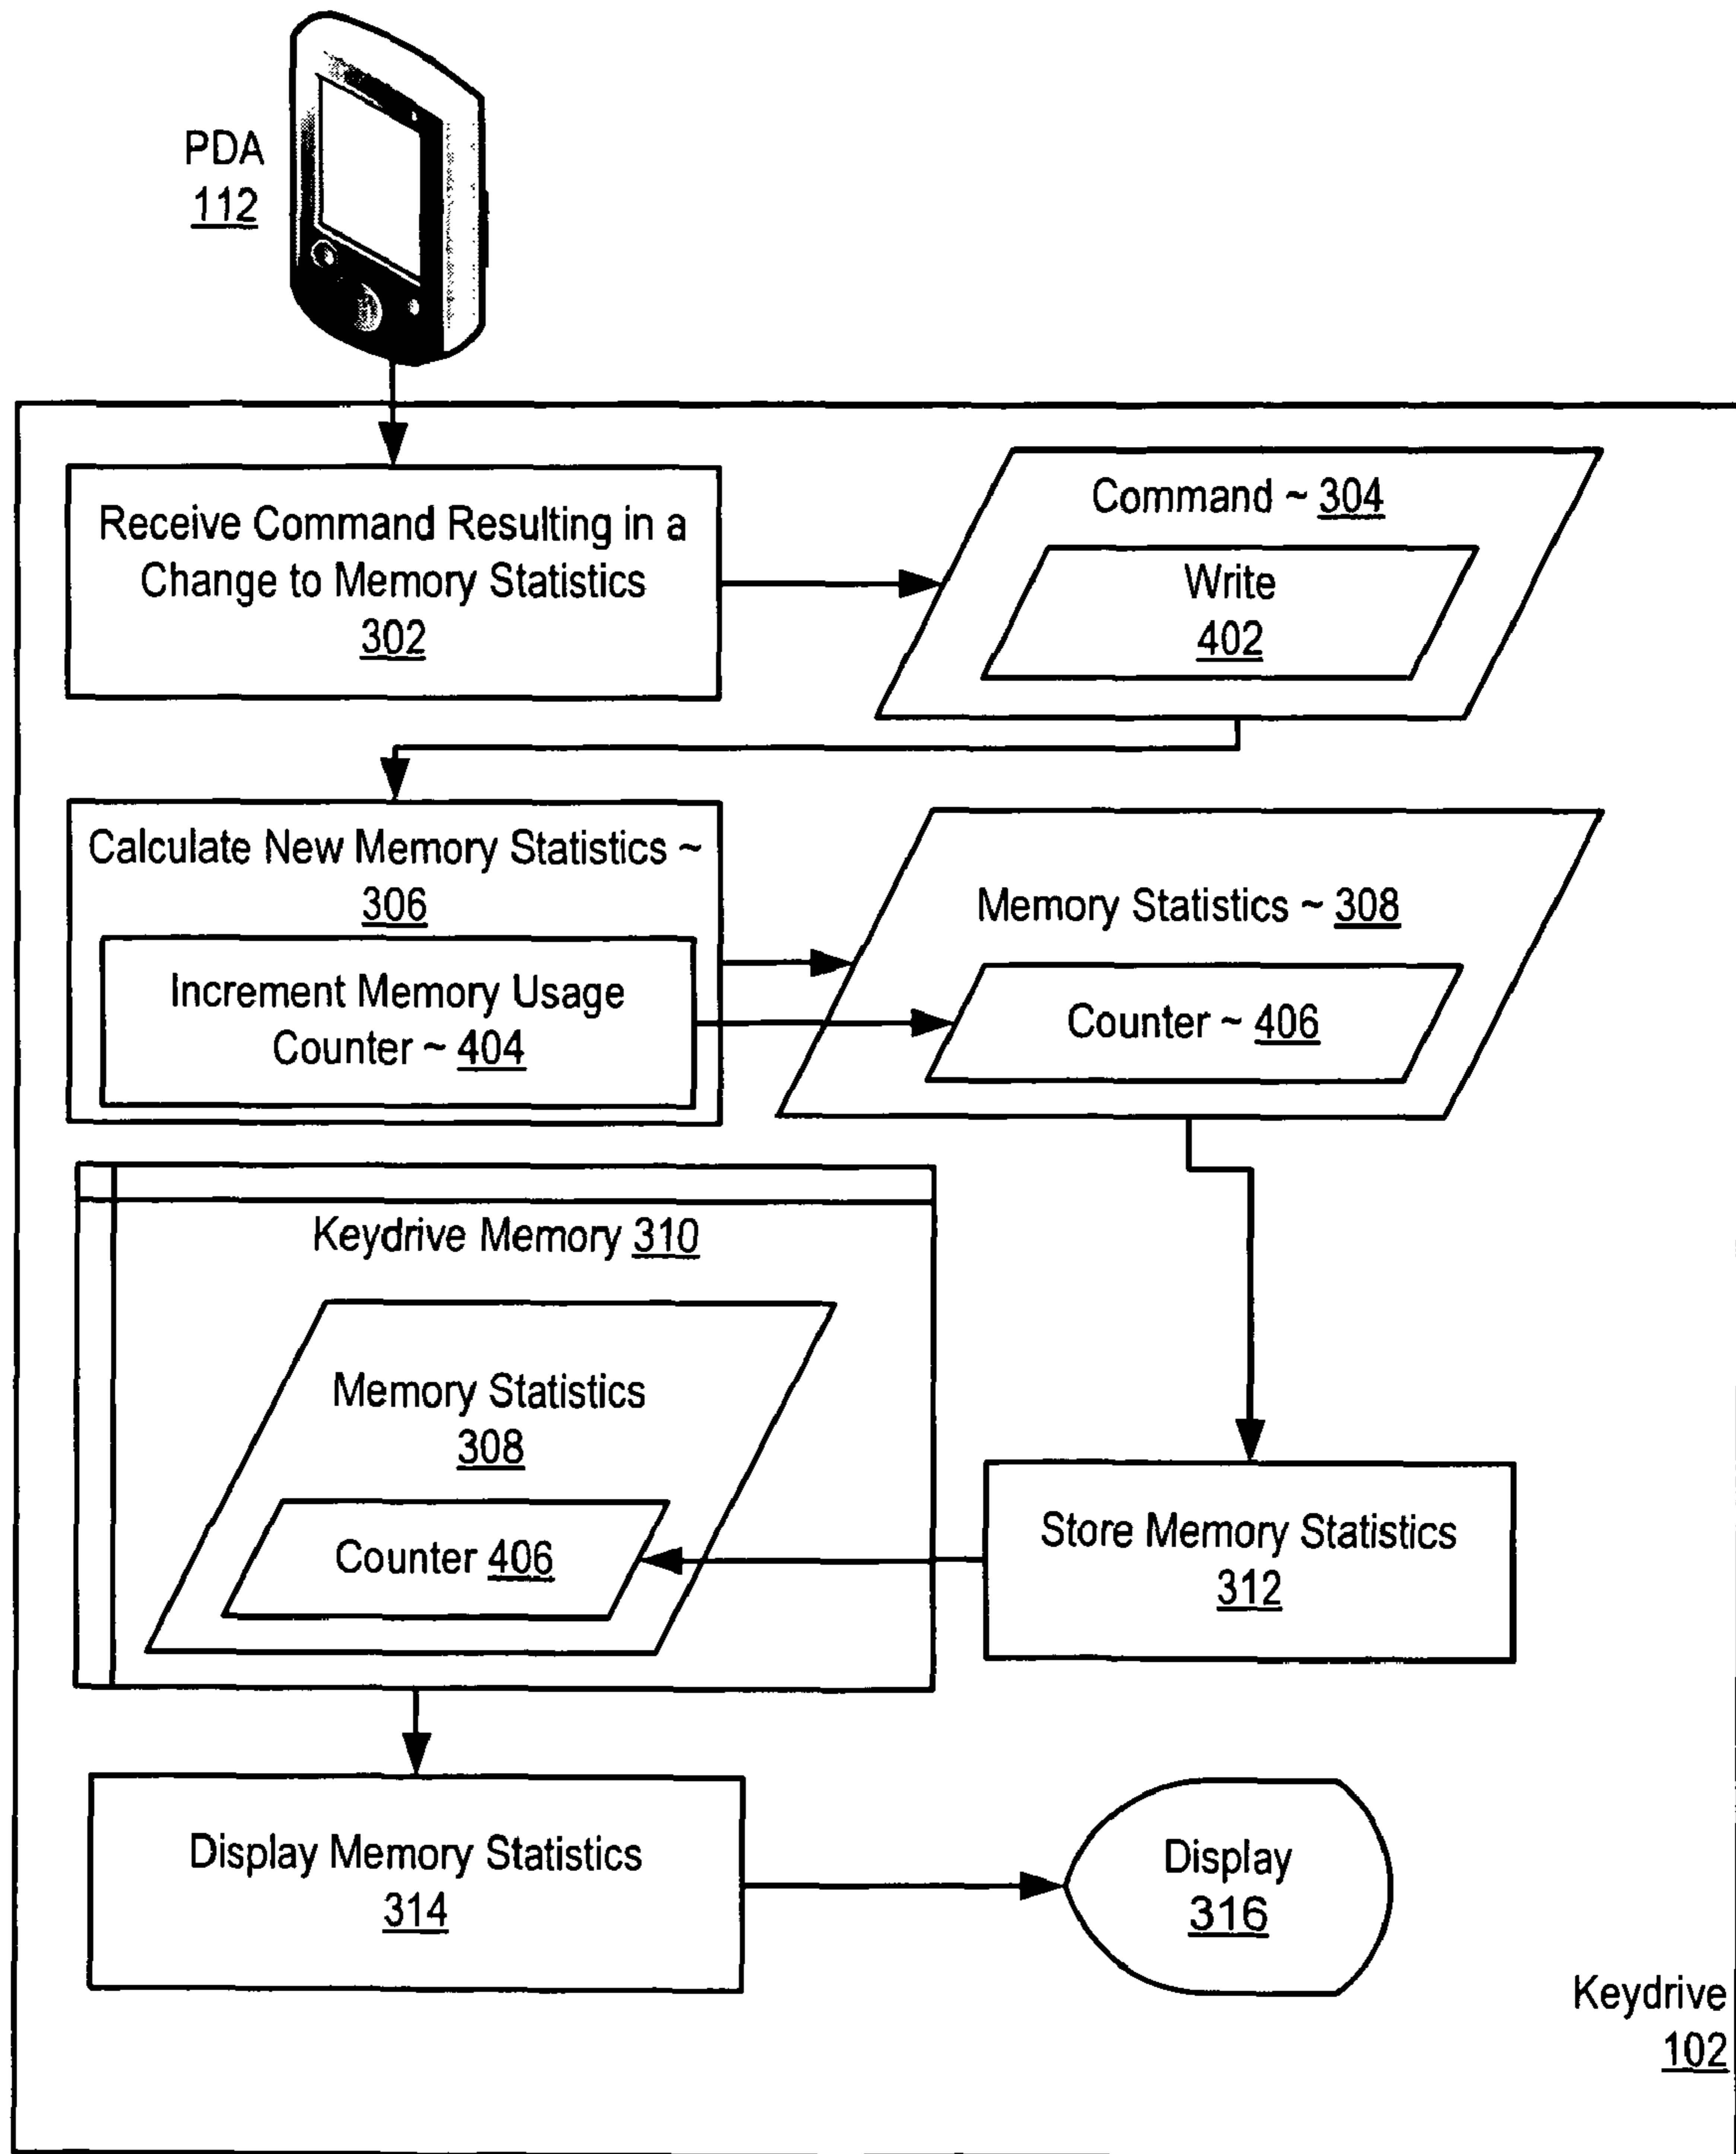 PDA
112
Receive Command Resulting in a
Change to Memory Statistics
302
Command ~ 304
Write
402
Calculate New Memory Statistics ~
306
Increment Memory Usage
Counter ~ 404
Memory Statistics ~ 308
Counter ~ 406
Keydrive Memory 310
Memory Statistics
308
Counter 406
Store Memory Statistics
312
Display Memory Statistics
314
Display
316
Keydrive
102